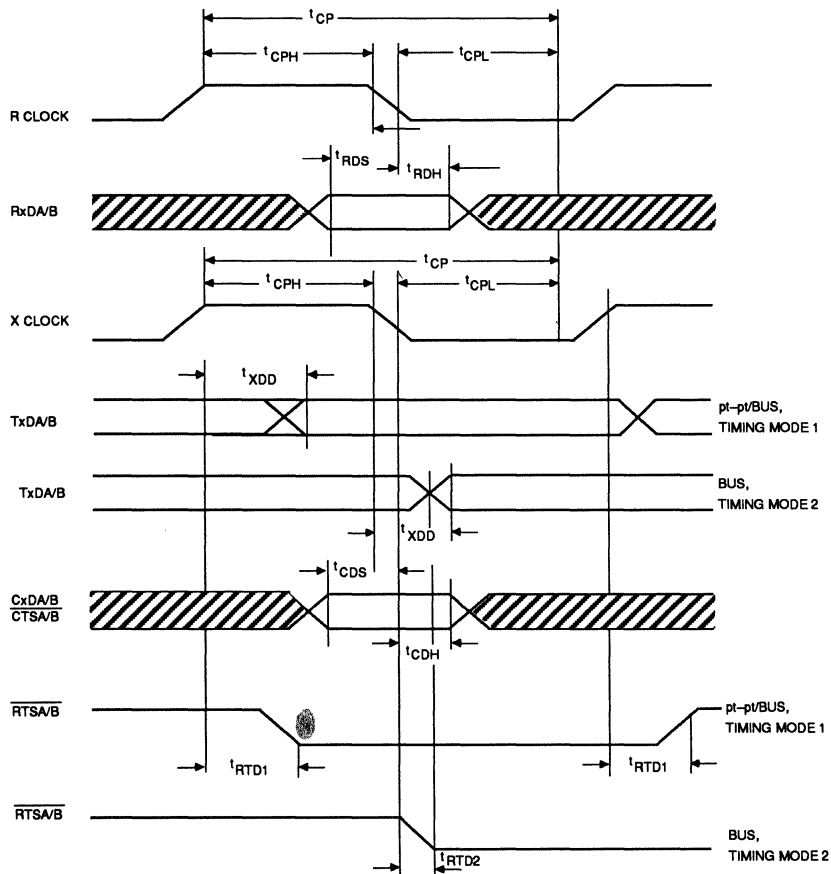 tCP
tCPH
tCPL
R CLOCK
tRDS
tRDH
RxDA/B
tCP
tCPH
tCPL
X CLOCK
tXDD
TxDA/B
pt–pt/BUS,
TIMING MODE 1
TxDA/B
BUS,
TIMING MODE 2
tXDD
tCDS
CxDA/B
CTSA/B
tCDH
RTSA/B
pt–pt/BUS,
TIMING MODE 1
tRTD1
tRTD1
RTSA/B
BUS,
TIMING MODE 2
tRTD2